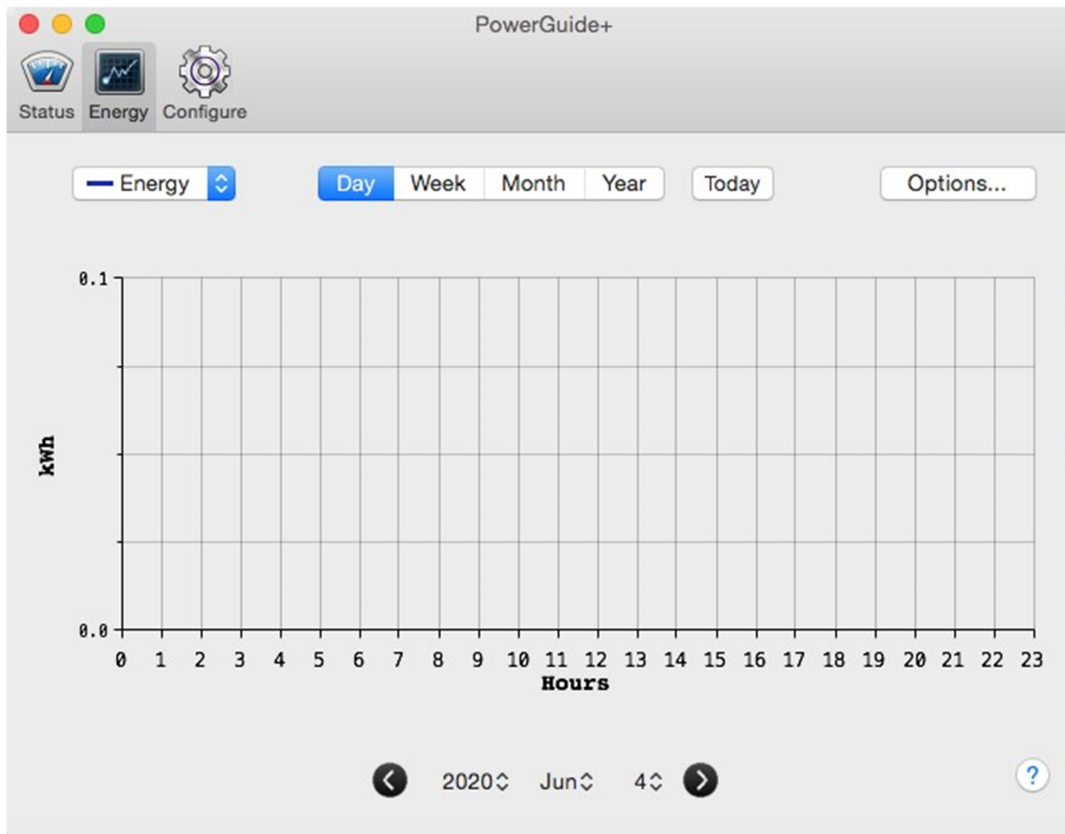 PowerGuide+
Status Energy Configure
Energy Day Week Month Year Today Options...
0.1
kWh
0.0
0 1 2 3 4 5 6 7 8 9 10 11 12 13 14 15 16 17 18 19 20 21 22 23
Hours
2020 Jun 4 ?